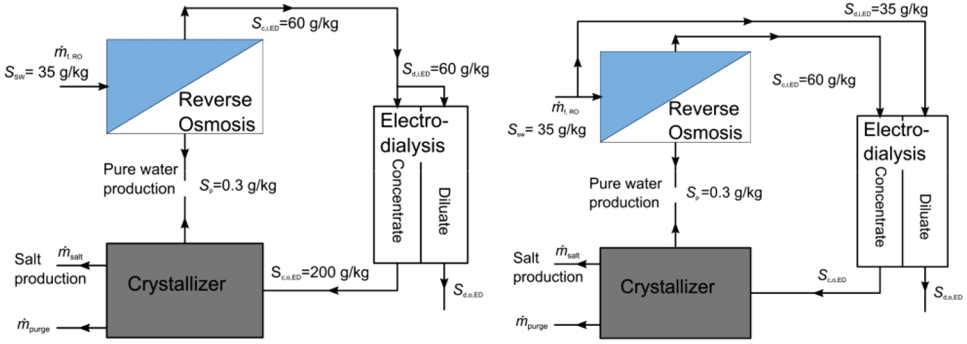 S_c,i,ED=60 g/kg
ṁ_f, RO
S_SW= 35 g/kg
S_d,i,ED=60 g/kg
Reverse
Osmosis
Electro-
dialysis
Concentrate
Diluate
Pure water
production
S_p=0.3 g/kg
Salt
production
ṁ_salt
Crystallizer
S_c,o,ED=200 g/kg
S_d,o,ED
ṁ_purge
S_d,i,ED=35 g/kg
S_c,i,ED=60 g/kg
ṁ_f, RO
S_sw= 35 g/kg
Reverse
Osmosis
Electro-
dialysis
Concentrate
Diluate
Pure water
production
S_p=0.3 g/kg
Salt
production
ṁ_salt
Crystallizer
S_c,o,ED
S_d,o,ED
ṁ_purge